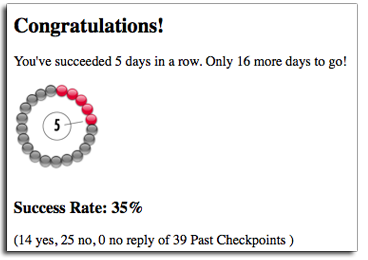 Congratulations!
You've succeeded 5 days in a row. Only 16 more days to go!
5
Success Rate: 35%
(14 yes, 25 no, 0 no reply of 39 Past Checkpoints )